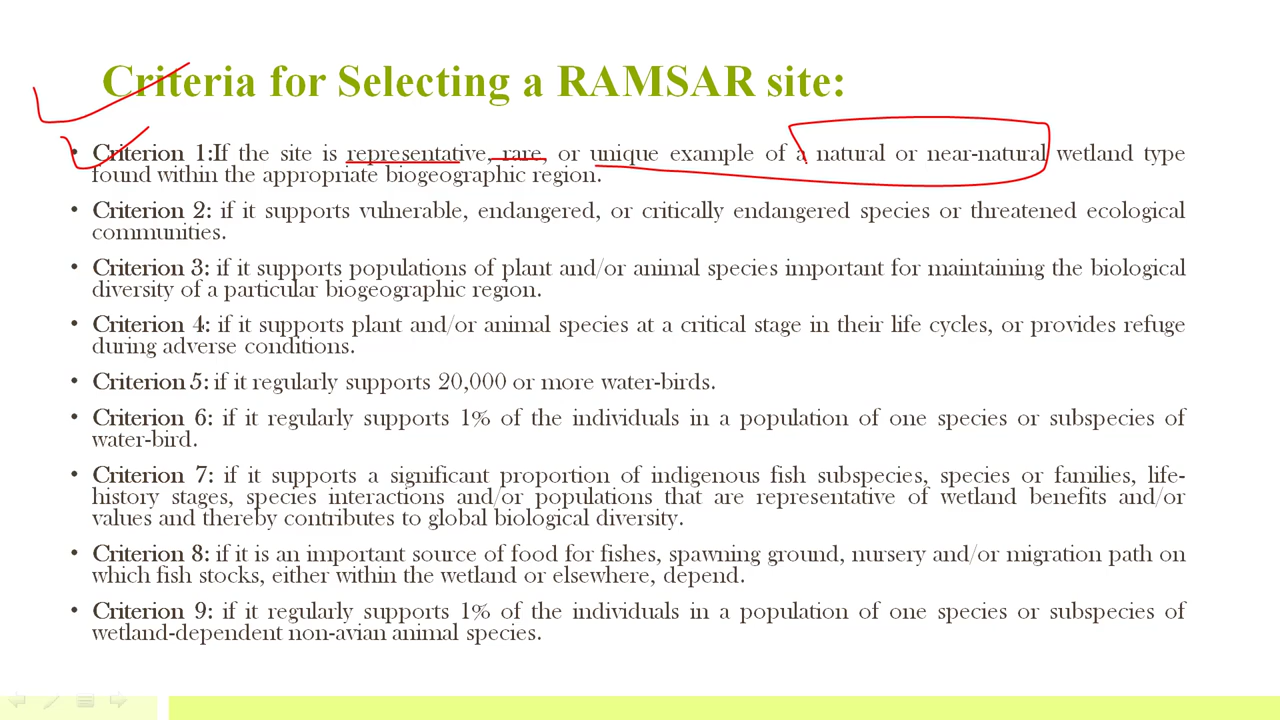 Criteria for Selecting a RAMSAR site:
• Criterion 1:If the site is representative, rare, or unique example of a natural or near-natural wetland type
found within the appropriate biogeographic region.
• Criterion 2: if it supports vulnerable, endangered, or critically endangered species or threatened ecological
communities.
• Criterion 3: if it supports populations of plant and/or animal species important for maintaining the biological
diversity of a particular biogeographic region.
• Criterion 4: if it supports plant and/or animal species at a critical stage in their life cycles, or provides refuge
during adverse conditions.
• Criterion 5: if it regularly supports 20,000 or more water-birds.
• Criterion 6: if it regularly supports 1% of the individuals in a population of one species or subspecies of
water-bird.
• Criterion 7: if it supports a significant proportion of indigenous fish subspecies, species or families, life-
history stages, species interactions and/or populations that are representative of wetland benefits and/or
values and thereby contributes to global biological diversity.
• Criterion 8: if it is an important source of food for fishes, spawning ground, nursery and/or migration path on
which fish stocks, either within the wetland or elsewhere, depend.
• Criterion 9: if it regularly supports 1% of the individuals in a population of one species or subspecies of
wetland-dependent non-avian animal species.